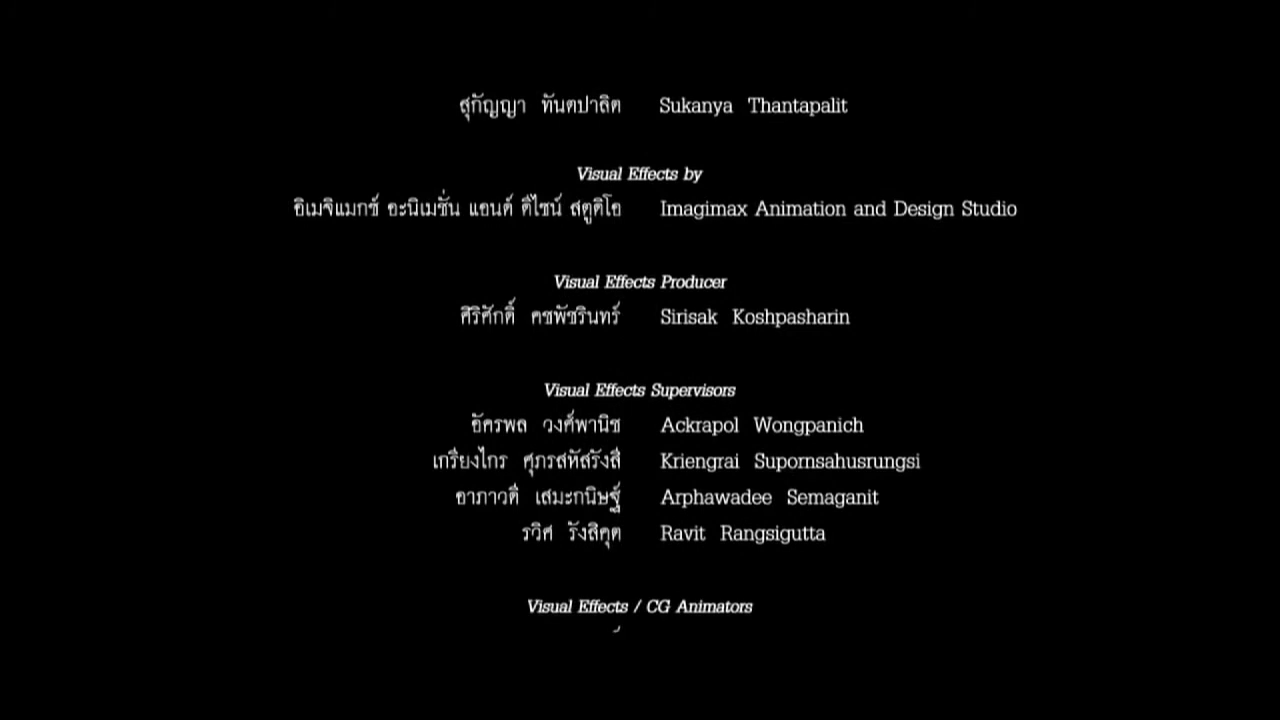 สุกัญญา ทันตปาลิต Sukanya Thantapalit
Visual Effects by
อิเมจิแมกซ์ อะนิเมชั่น แอนด์ ดีไซน์ สตูดิโอ Imagimax Animation and Design Studio
Visual Effects Producer
ศิริศักดิ์ คชพัชรินทร์ Sirisak Koshpasharin
Visual Effects Supervisors
อัครพล วงศ์พานิช Ackrapol Wongpanich
เกรียงไกร ศุภรสหัสรังสี Kriengrai Supornsahusrungsi
อาภาวดี เสมะกนิษฐ์ Arphawadee Semaganit
รวิศ รังสิคุต Ravit Rangsigutta
Visual Effects / CG Animators